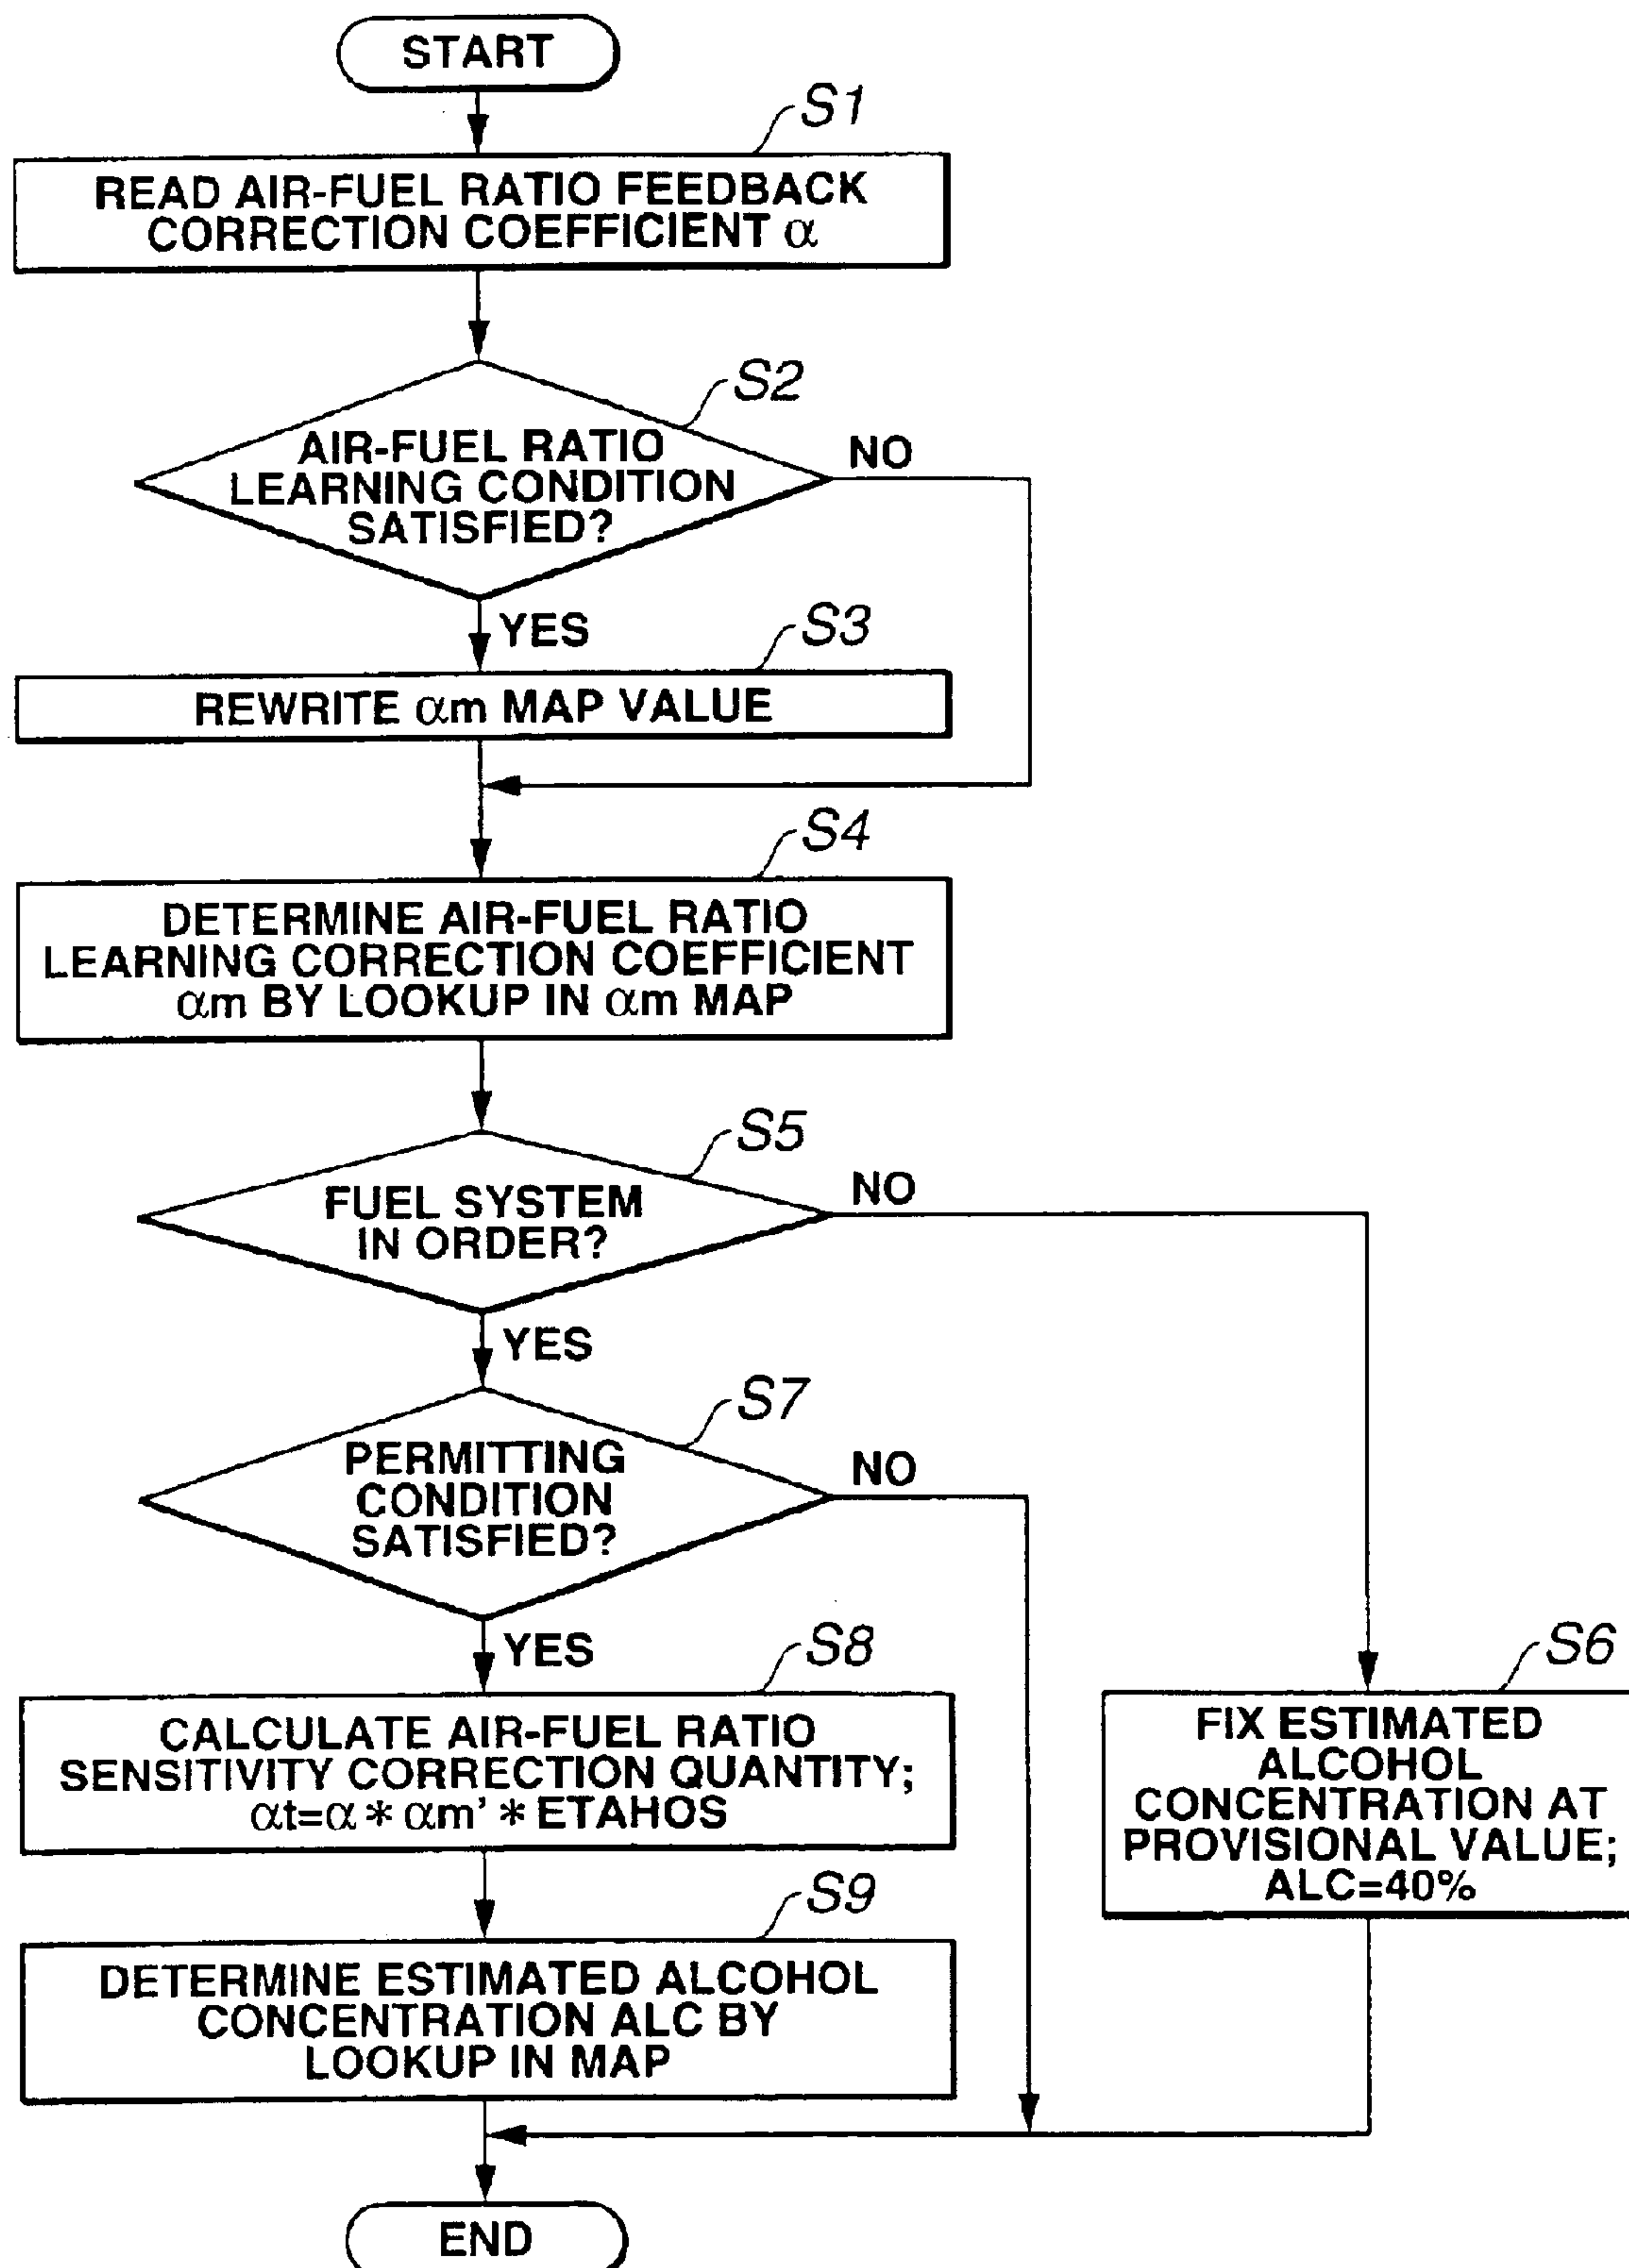 START
S1
READ AIR-FUEL RATIO FEEDBACK
CORRECTION COEFFICIENT α
S2
AIR-FUEL RATIO
LEARNING CONDITION
SATISFIED?
NO
YES
S3
REWRITE αm MAP VALUE
S4
DETERMINE AIR-FUEL RATIO
LEARNING CORRECTION COEFFICIENT
αm BY LOOKUP IN αm MAP
S5
FUEL SYSTEM
IN ORDER?
NO
YES
S7
PERMITTING
CONDITION
SATISFIED?
NO
YES
S8
CALCULATE AIR-FUEL RATIO
SENSITIVITY CORRECTION QUANTITY;
αt=α * αm' * ETAHOS
S6
FIX ESTIMATED
ALCOHOL
CONCENTRATION AT
PROVISIONAL VALUE;
ALC=40%
S9
DETERMINE ESTIMATED ALCOHOL
CONCENTRATION ALC BY
LOOKUP IN MAP
END